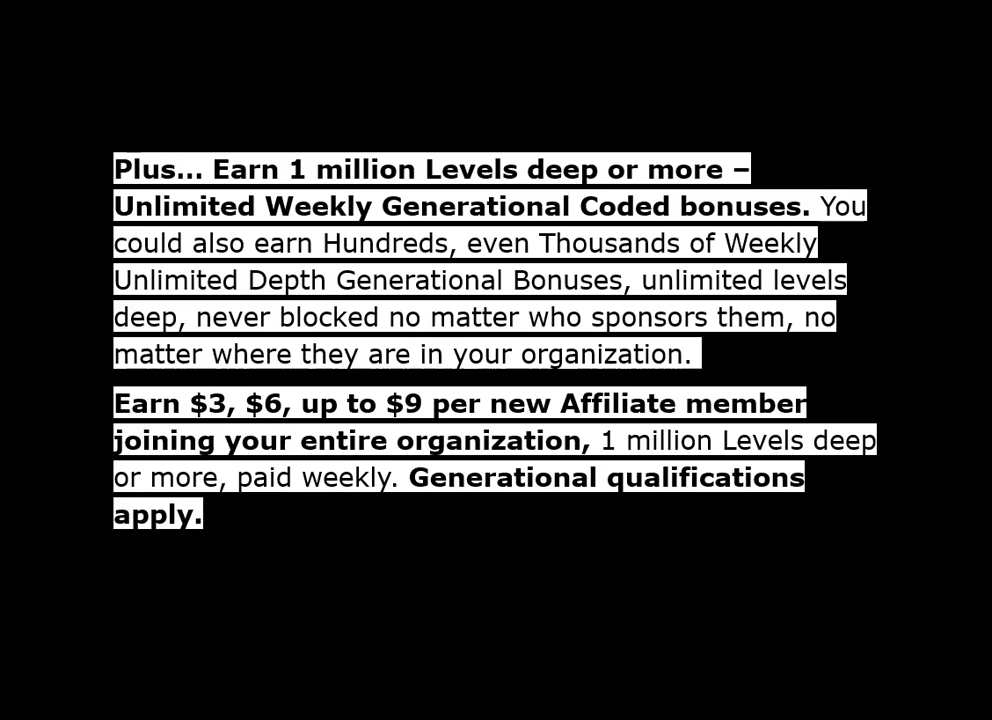 Plus... Earn 1 million Levels deep or more –
Unlimited Weekly Generational Coded bonuses. You
could also earn Hundreds, even Thousands of Weekly
Unlimited Depth Generational Bonuses, unlimited levels
deep, never blocked no matter who sponsors them, no
matter where they are in your organization.
Earn $3, $6, up to $9 per new Affiliate member
joining your entire organization, 1 million Levels deep
or more, paid weekly. Generational qualifications
apply.